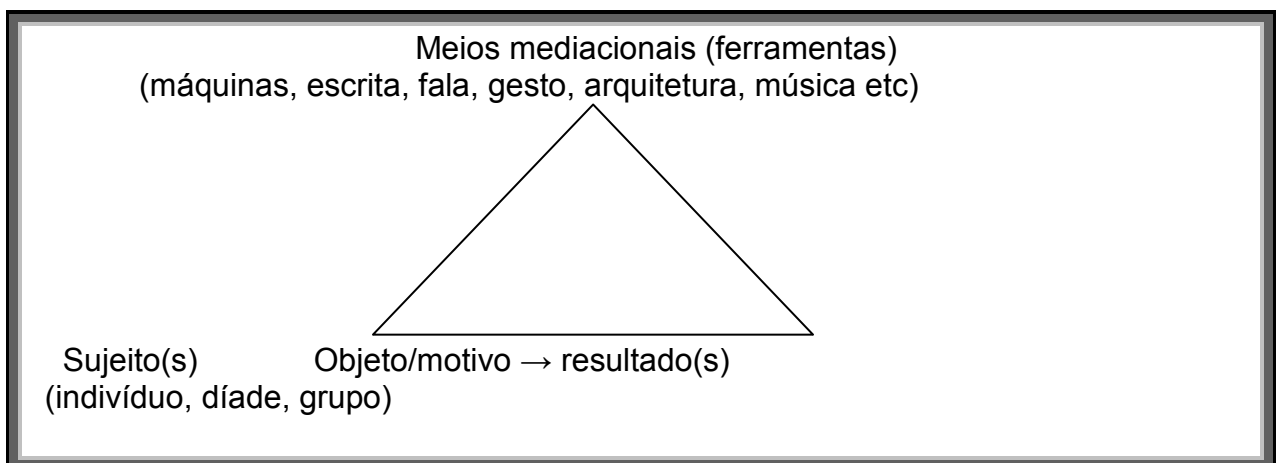 Meios mediacionais (ferramentas)
(máquinas, escrita, fala, gesto, arquitetura, música etc)
Sujeito(s) Objeto/motivo → resultado(s)
(indivíduo, díade, grupo)